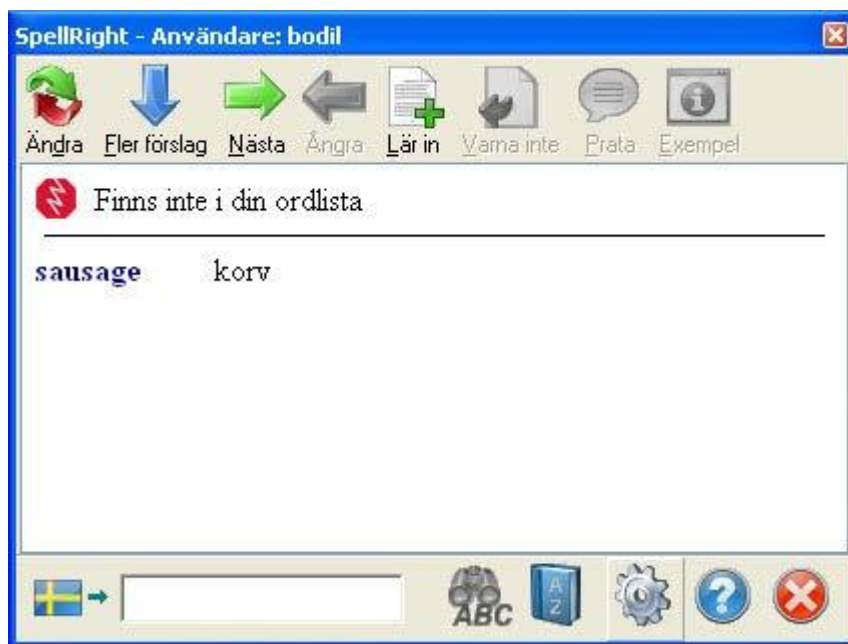 SpellRight - Användare: bodil
Ändra Fler förslag Nästa Ångra Lär in Varna inte Prata Exempel
Finns inte i din ordlista
sausage korv
ABC
A
Z